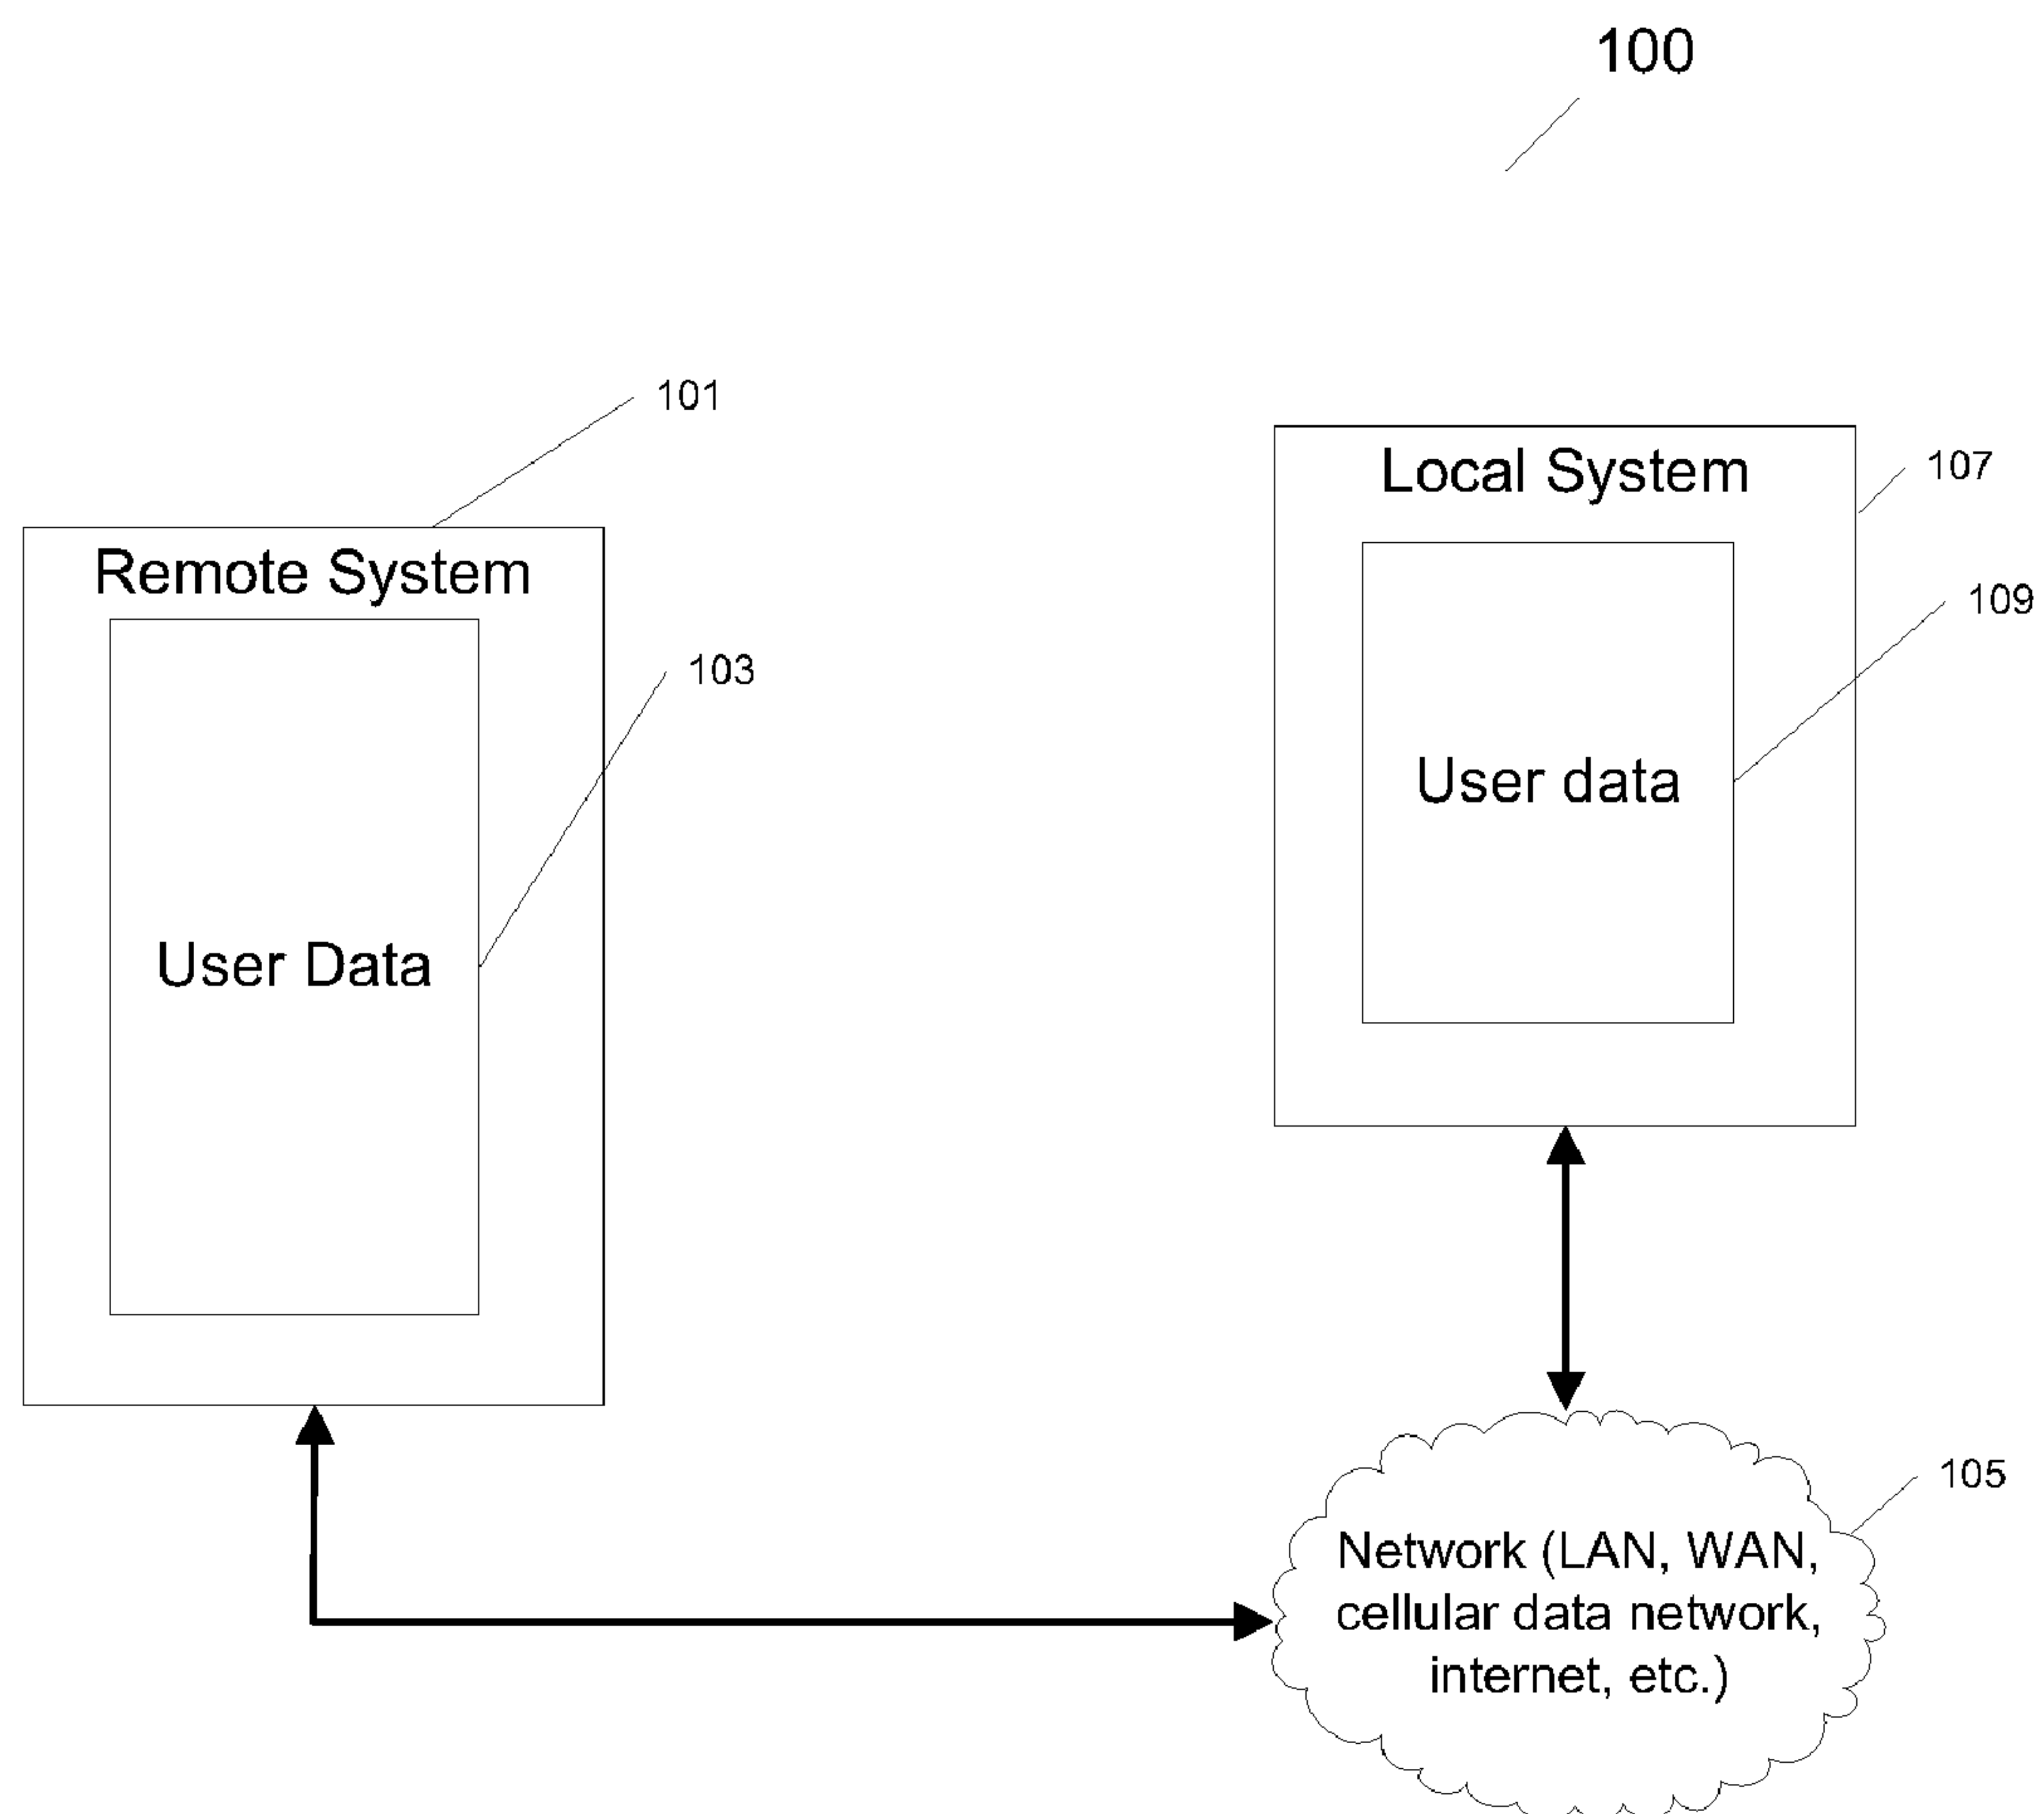 100
101
Local System
107
Remote System
109
103
User data
User Data
105
Network (LAN, WAN,
cellular data network,
internet, etc.)